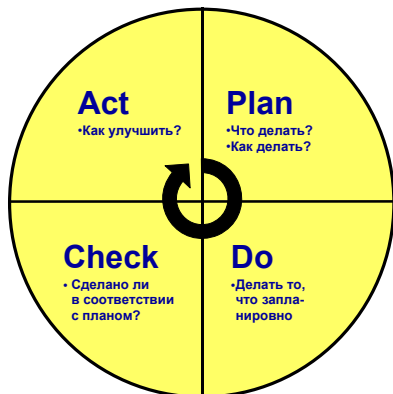 Act
•Как улучшить?
Plan
•Что делать?
•Как делать?
Check
• Сделано ли
в соответствии
с планом?
Do
•Делать то,
что запла-
нировно